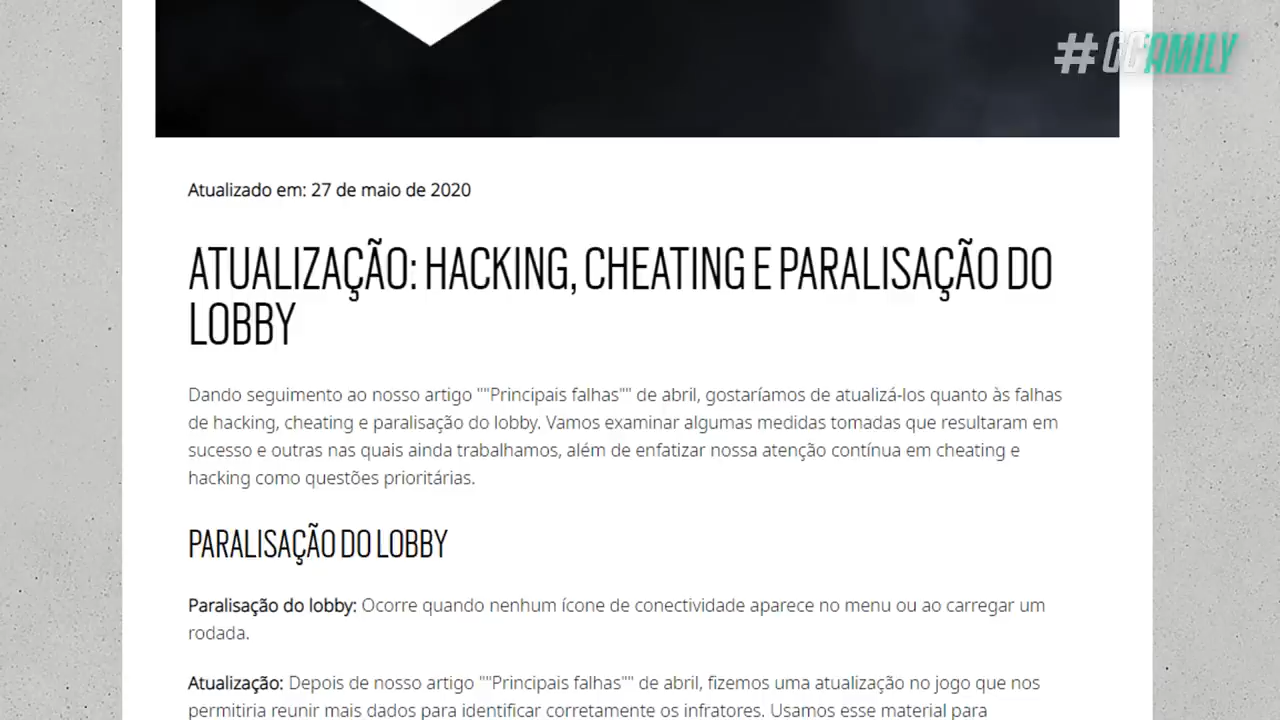 #GGFAMILY
Atualizado em: 27 de maio de 2020
ATUALIZAÇÃO: HACKING, CHEATING E PARALISAÇÃO DO
LOBBY
Dando seguimento ao nosso artigo ""Principais falhas"" de abril, gostaríamos de atualizá-los quanto às falhas
de hacking, cheating e paralisação do lobby. Vamos examinar algumas medidas tomadas que resultaram em
sucesso e outras nas quais ainda trabalhamos, além de enfatizar nossa atenção contínua em cheating e
hacking como questões prioritárias.
PARALISAÇÃO DO LOBBY
Paralisação do lobby: Ocorre quando nenhum ícone de conectividade aparece no menu ou ao carregar um
rodada.
Atualização: Depois de nosso artigo ""Principais falhas"" de abril, fizemos uma atualização no jogo que nos
permitiria reunir mais dados para identificar corretamente os infratores. Usamos esse material para